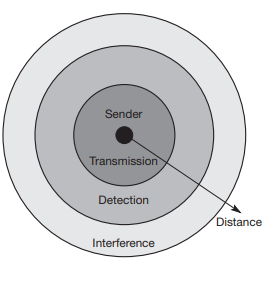 Sender
Transmission
Detection
Distance
Interference